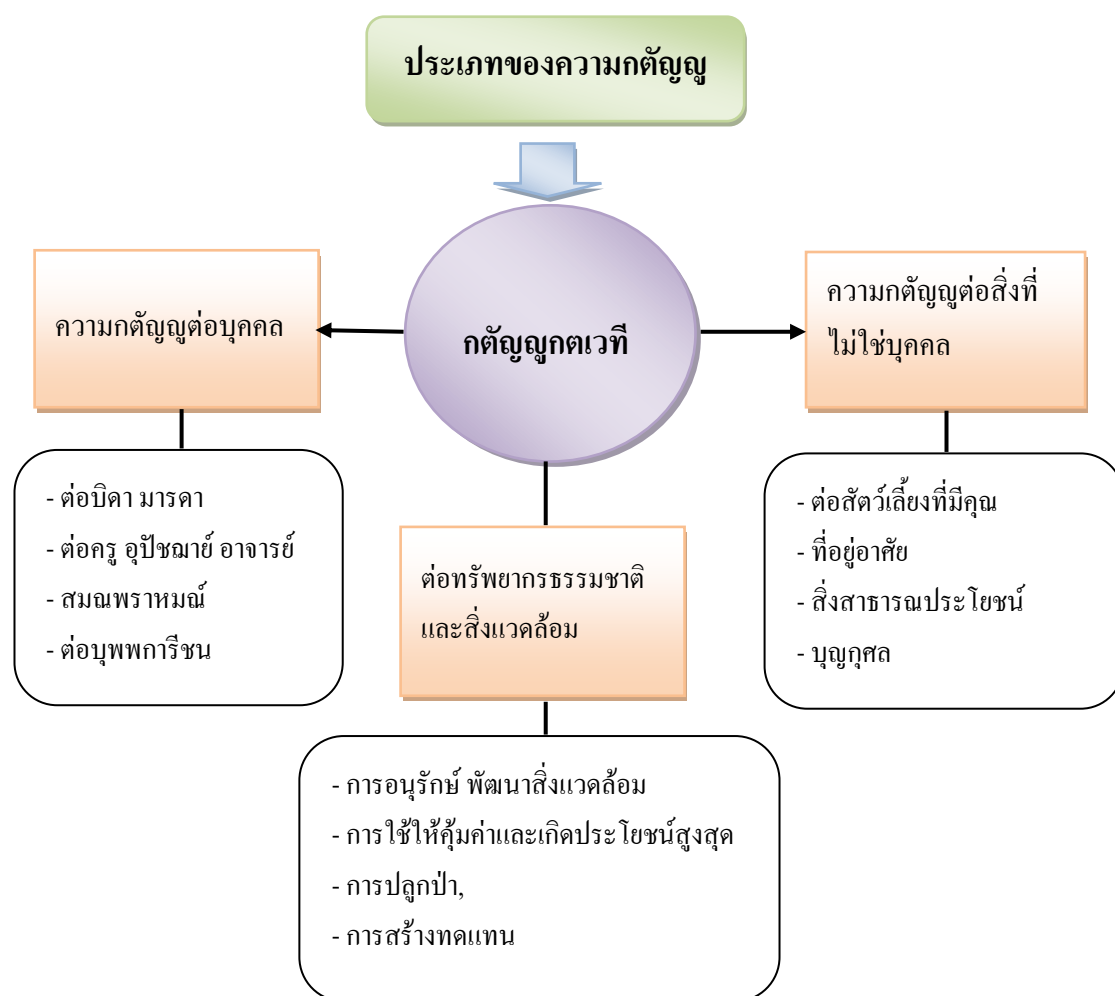 ประเภทของความกตัญญู
กตัญญูกตเวที
ความกตัญญูต่อบุคคล
- ต่อบิดา มารดา
- ต่อครู อุปัชฌาย์ อาจารย์
- สมณพราหมณ์
- ต่อบุพพการีชน
ต่อทรัพยากรธรรมชาติ
และสิ่งแวดล้อม
- การอนุรักษ์ พัฒนาสิ่งแวดล้อม
- การใช้ให้คุ้มค่าและเกิดประโยชน์สูงสุด
- การปลูกป่า,
- การสร้างทดแทน
ความกตัญญูต่อสิ่งที่
ไม่ใช่บุคคล
- ต่อสัตว์เลี้ยงที่มีคุณ
- ที่อยู่อาศัย
- สิ่งสาธารณประโยชน์
- บุญกุศล